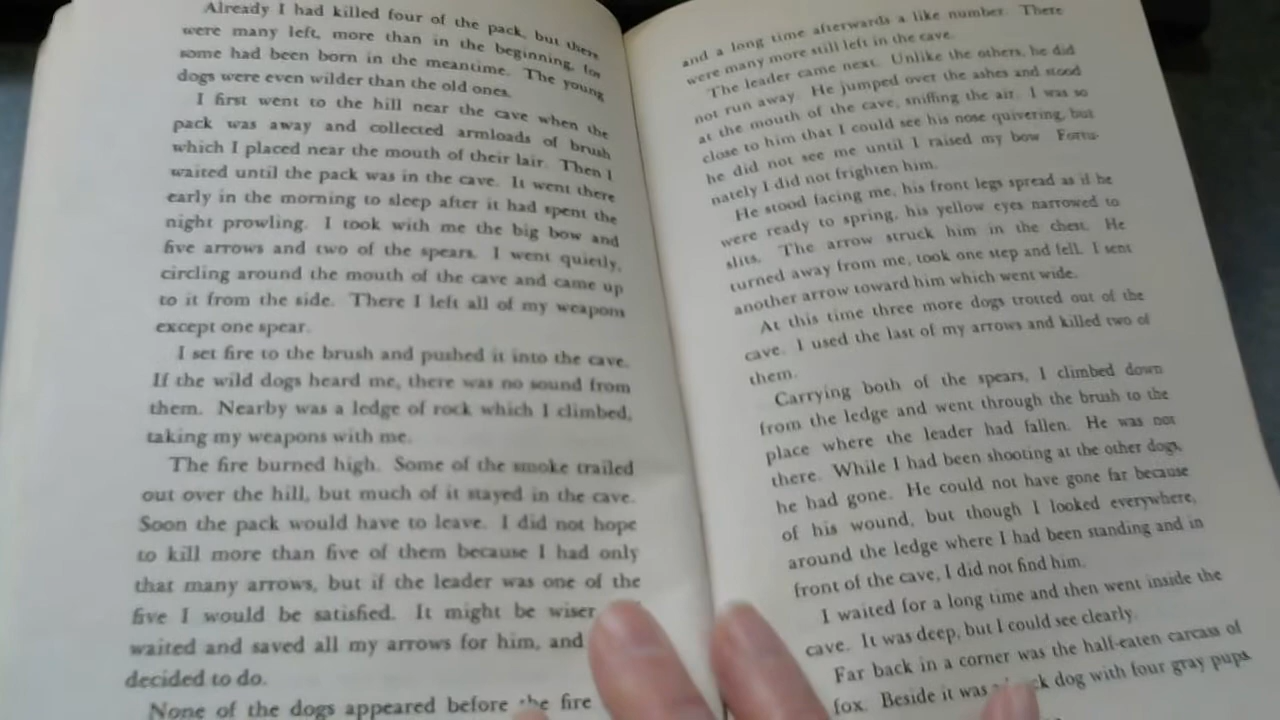 Already I had killed four of the pack, but there
were many left, more than in the beginning, for
some had been born in the meantime. The young
dogs were even wilder than the old ones.
I first went to the hill near the cave when the
pack was away and collected armloads of brush
which I placed near the mouth of their lair. Then I
waited until the pack was in the cave. It went there
early in the morning to sleep after it had spent the
night prowling. I took with me the big bow and
five arrows and two of the spears. I went quietly,
circling around the mouth of the cave and came up
to it from the side. There I left all of my weapons
except one spear.
I set fire to the brush and pushed it into the cave.
If the wild dogs heard me, there was no sound from
them. Nearby was a ledge of rock which I climbed,
taking my weapons with me.
The fire burned high. Some of the smoke trailed
out over the hill, but much of it stayed in the cave.
Soon the pack would have to leave. I did not hope
to kill more than five of them because I had only
that many arrows, but if the leader was one of the
five I would be satisfied. It might be wiser
waited and saved all my arrows for him, and
decided to do.
None of the dogs appeared before the fire
and a long time afterwards a like number. There
were many more still left in the cave.
The leader came next. Unlike the others, he did
not run away. He jumped over the ashes and stood
at the mouth of the cave, sniffing the air. I was so
close to him that I could see his nose quivering, but
he did not see me until I raised my bow. Fortu-
nately I did not frighten him.
He stood facing me, his front legs spread as if he
were ready to spring, his yellow eyes narrowed to
slits. The arrow struck him in the chest. He
turned away from me, took one step and fell. I sent
another arrow toward him which went wide.
At this time three more dogs trotted out of the
cave. I used the last of my arrows and killed two of
them.
Carrying both of the spears, I climbed down
from the ledge and went through the brush to the
place where the leader had fallen. He was not
there. While I had been shooting at the other dogs,
he had gone. He could not have gone far because
of his wound, but though I looked everywhere,
around the ledge where I had been standing and in
front of the cave, I did not find him.
I waited for a long time and then went inside the
cave. It was deep, but I could see clearly.
Far back in a corner was the half-eaten carcass of
fox. Beside it was dog with four gray pups